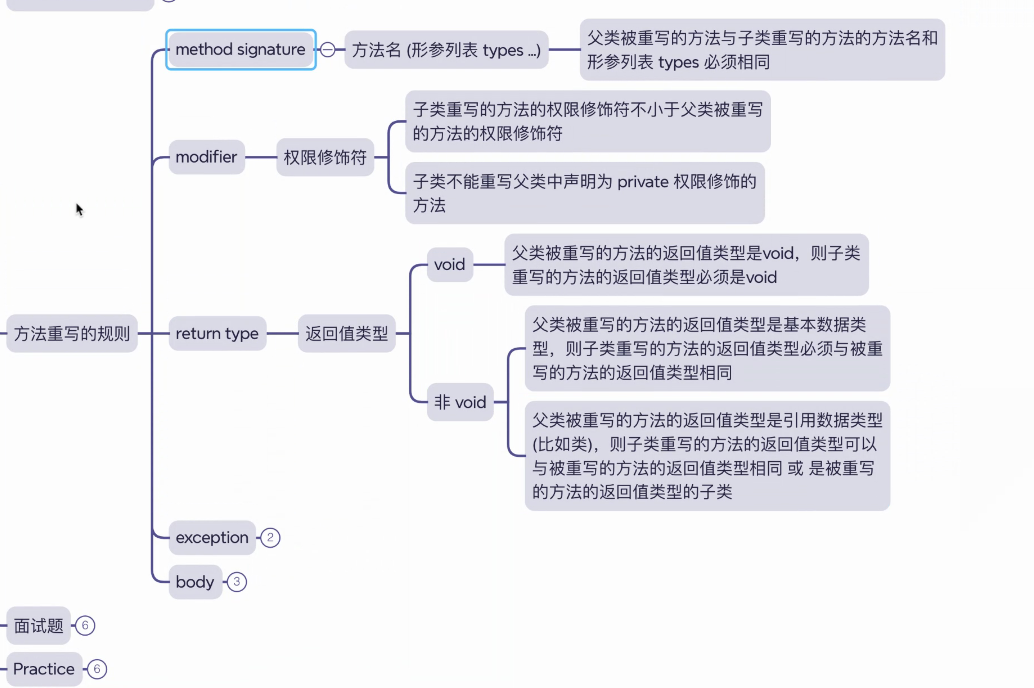 method signature
方法名 (形参列表 types ...)
父类被重写的方法与子类重写的方法的方法名和
形参列表 types 必须相同
modifier
权限修饰符
子类重写的方法的权限修饰符不小于父类被重写
的方法的权限修饰符
子类不能重写父类中声明为 private 权限修饰的
方法
方法重写的规则
return type
返回值类型
void
父类被重写的方法的返回值类型是void，则子类
重写的方法的返回值类型必须是void
非 void
父类被重写的方法的返回值类型是基本数据类
型，则子类重写的方法的返回值类型必须与被重
写的方法的返回值类型相同
父类被重写的方法的返回值类型是引用数据类型
(比如类)，则子类重写的方法的返回值类型可以
与被重写的方法的返回值类型相同 或 是被重写
的方法的返回值类型的子类
exception
2
body
3
面试题
6
Practice
6